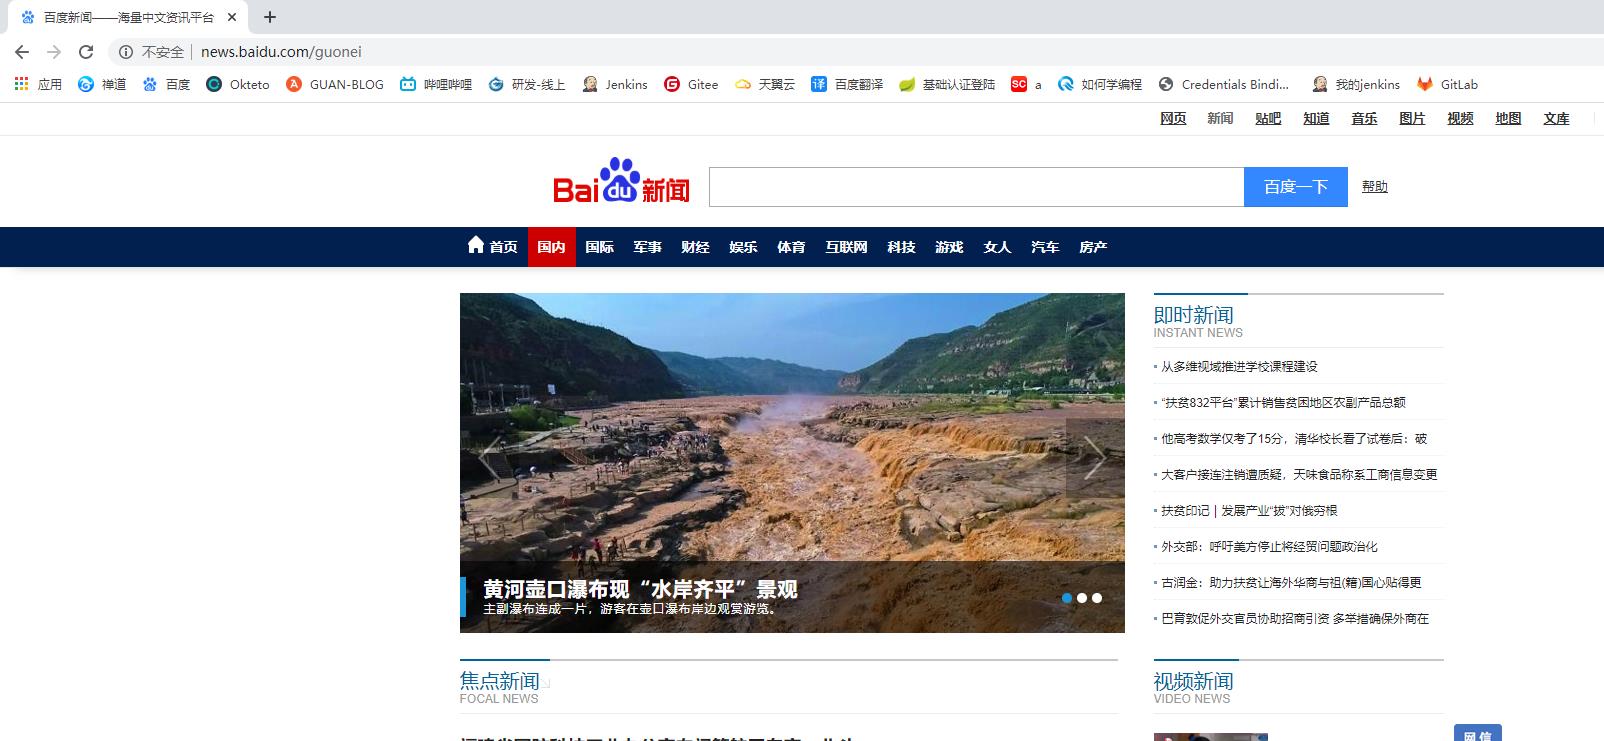 百度新闻——海量中文资讯平台
不安全 news.baidu.com/guonei
应用 禅道 百度 Okteto GUAN-BLOG 哔哩哔哩 研发-线上 Jenkins Gitee 天翼云 百度翻译 基础认证登陆 a 如何学编程 Credentials Bindi... 我的jenkins GitLab
网页 新闻 贴吧 知道 音乐 图片 视频 地图 文库
Bai du 新闻
百度一下 帮助
首页 国内 国际 军事 财经 娱乐 体育 互联网 科技 游戏 女人 汽车 房产
黄河壶口瀑布现“水岸齐平”景观
主副瀑布连成一片，游客在壶口瀑布岸边观赏游览。
即时新闻
INSTANT NEWS
从多维视域推进学校课程建设
“扶贫832平台”累计销售贫困地区农副产品总额
他高考数学仅考了15分，清华校长看了试卷后：破
大客户接连注销遭质疑，天味食品称系工商信息变更
扶贫印记 | 发展产业“拔”对俄穷根
外交部：呼吁美方停止将经贸问题政治化
古润金：助力扶贫让海外华商与祖(籍)国心贴得更
巴育敦促外交官员协助招商引资 多举措确保外商在
焦点新闻
FOCAL NEWS
视频新闻
VIDEO NEWS
网信